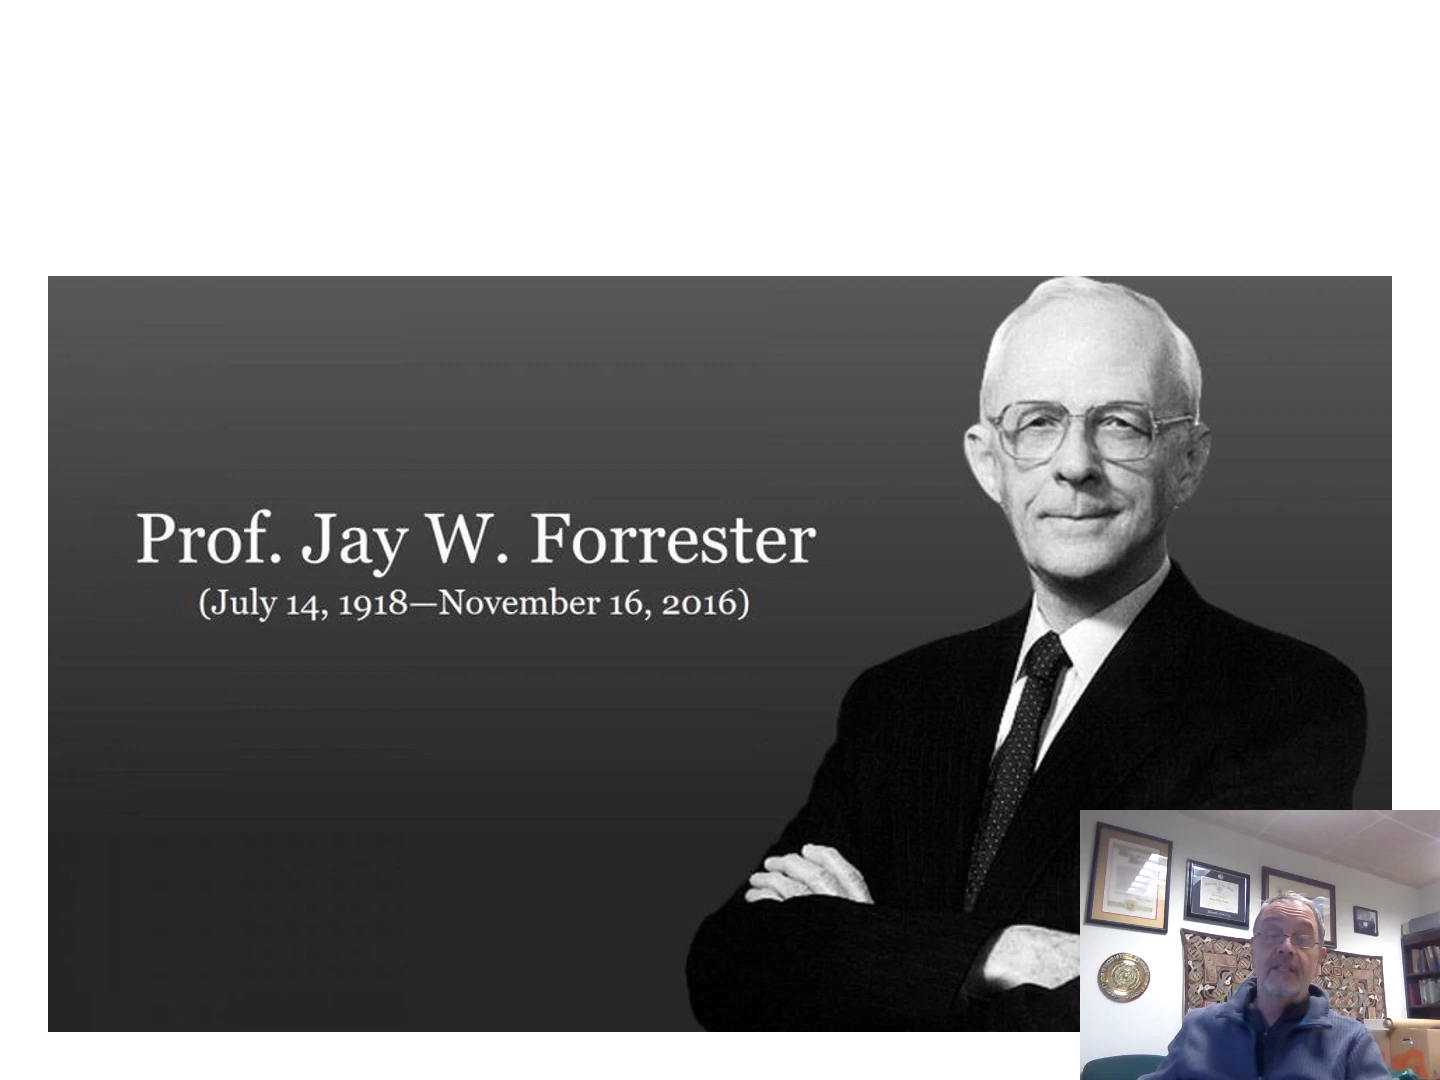 Prof. Jay W. Forrester
(July 14, 1918—November 16, 2016)